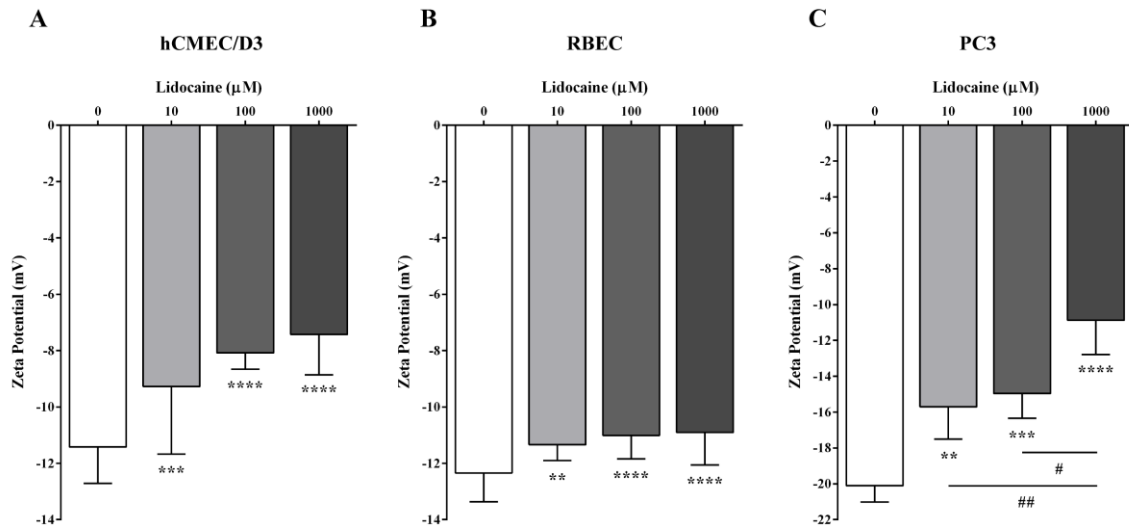 A
hCMEC/D3
Lidocaine (μM)
0 10 100 1000
0
-2
-4
-6
-8
-10
-12
-14
Zeta Potential (mV)
*** **** ****
B
RBEC
Lidocaine (μM)
0 10 100 1000
0
-2
-4
-6
-8
-10
-12
-14
Zeta Potential (mV)
** **** ****
C
PC3
Lidocaine (μM)
0 10 100 1000
0
-2
-4
-6
-8
-10
-12
-14
-16
-18
-20
-22
Zeta Potential (mV)
** *** ****
#
##